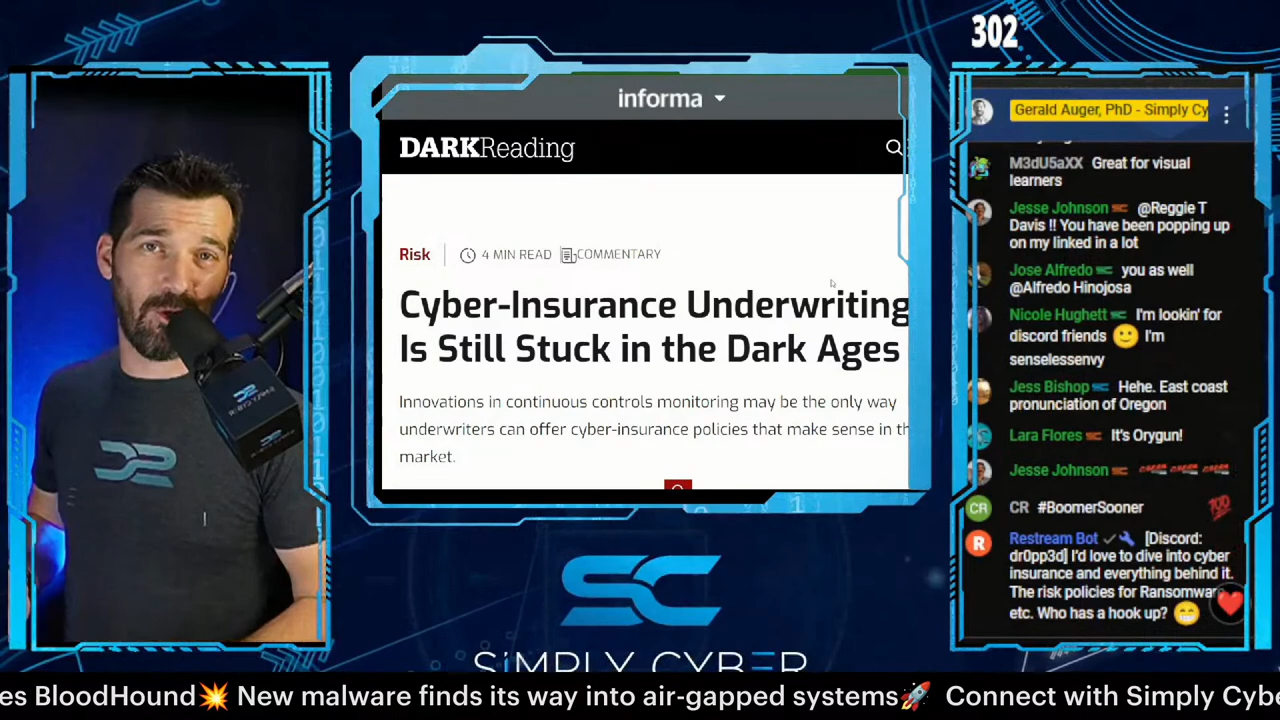 302
informa
DARKReading
Risk
4 MIN READ
COMMENTARY
Cyber-Insurance Underwriting
Is Still Stuck in the Dark Ages
Innovations in continuous controls monitoring may be the only way
underwriters can offer cyber-insurance policies that make sense in th
market.
Gerald Auger, PhD - Simply Cy
M3dU5aXX Great for visual
learners
Jesse Johnson @Reggie T
Davis !! You have been popping up
on my linked in a lot
Jose Alfredo you as well
@Alfredo Hinojosa
Nicole Hughett I'm lookin' for
discord friends 🙂 I'm
senselessenvy
Jess Bishop Hehe. East coast
pronunciation of Oregon
Lara Flores It's Orygun!
Jesse Johnson
CR CR #BoomerSooner 💯
R Restream Bot [Discord:
dr0pp3d] I'd love to dive into cyber
insurance and everything behind it.
The risk policies for Ransomwar
etc. Who has a hook up? 😁
SC
SIMPLY CYBER
es BloodHound💥 New malware finds its way into air-gapped systems🚀 Connect with Simply Cybe